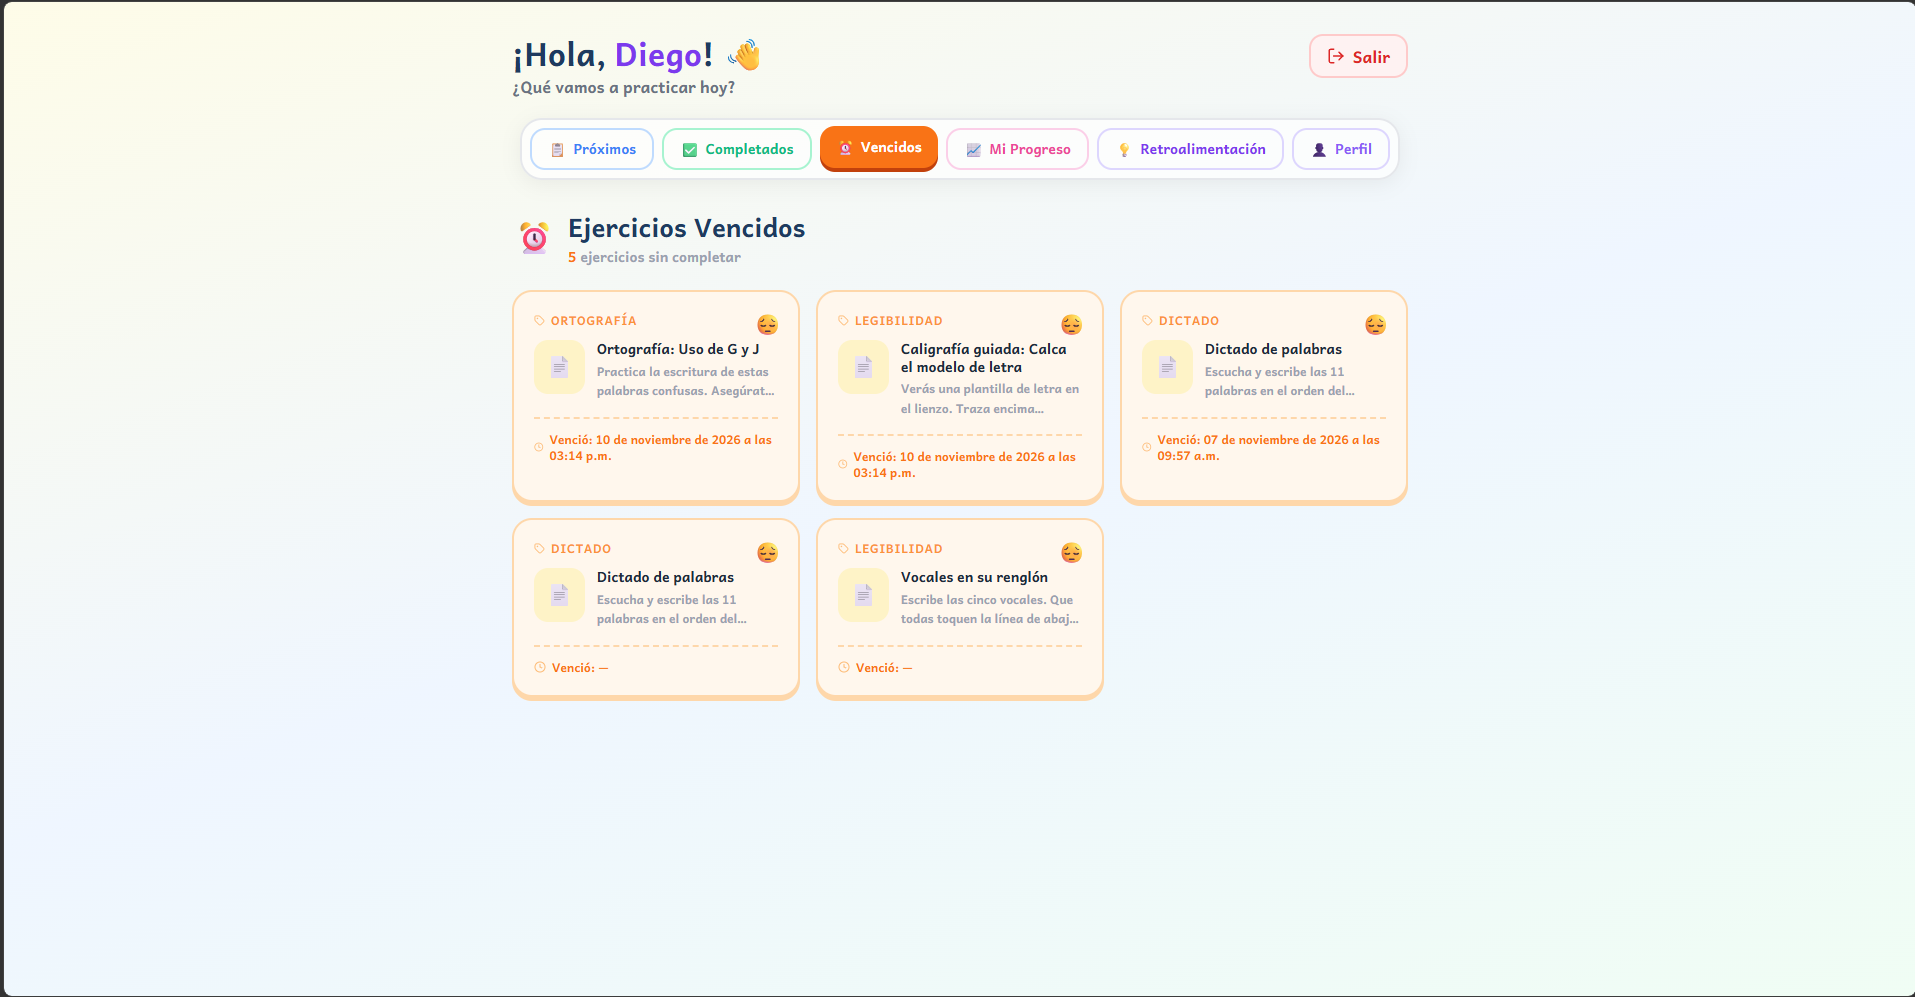 ¡Hola, Diego!
¿Qué vamos a practicar hoy?
Salir
Próximos
Completados
Vencidos
Mi Progreso
Retroalimentación
Perfil
Ejercicios Vencidos
5 ejercicios sin completar
ORTOGRAFÍA
Ortografía: Uso de G y J
Practica la escritura de estas
palabras confusas. Asegúrat...
Venció: 10 de noviembre de 2026 a las
03:14 p.m.
LEGIBILIDAD
Caligrafía guiada: Calca
el modelo de letra
Verás una plantilla de letra en
el lienzo. Traza encima...
Venció: 10 de noviembre de 2026 a las
03:14 p.m.
DICTADO
Dictado de palabras
Escucha y escribe las 11
palabras en el orden del...
Venció: 07 de noviembre de 2026 a las
09:57 a.m.
DICTADO
Dictado de palabras
Escucha y escribe las 11
palabras en el orden del...
Venció: —
LEGIBILIDAD
Vocales en su renglón
Escribe las cinco vocales. Que
todas toquen la línea de abaj...
Venció: —